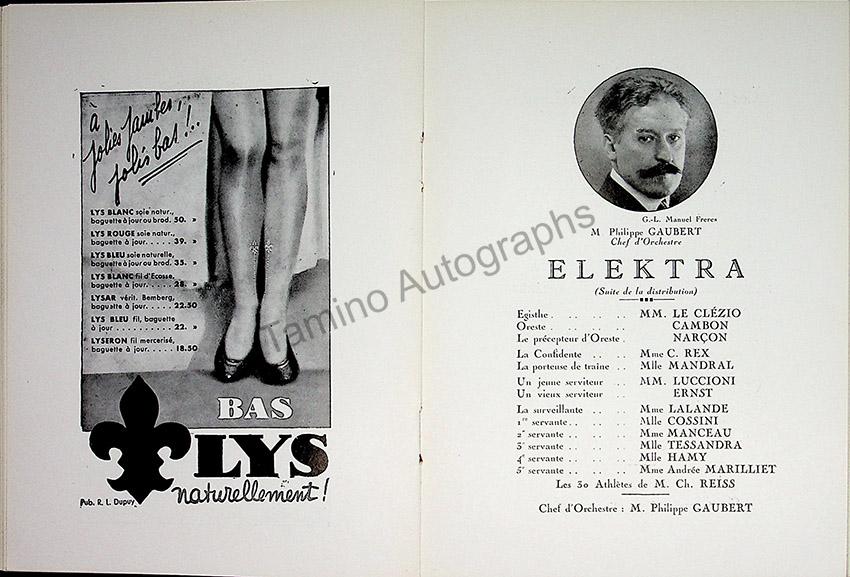 à
jolies jambes,
jolis bas!..
LYS BLANC soie natur.,
baguette à jour ou brod. 50. »
LYS ROUGE soie natur.,
baguette à jour. . . . . 39. »
LYS BLEU soie naturelle,
baguette à jour ou brod. 35. »
LYS BLANC fil d'Ecosse,
baguette à jour. . . . . 28. »
LYSAR vérit. Bemberg,
baguette à jour. . . . . 22.50
LYS BLEU fil, baguette
à jour . . . . . . . . . . . 22. »
LYSERON fil mercerisé,
baguette à jour. . . . . 18.50
BAS
LYS
naturellement!
Pub. R. L. Dupuy
G.-L. Manuel Freres
M Philippe GAUBERT
Chef d'Orchestre
ELEKTRA
(Suite de la distribution)
Egisthe . . . . . . . MM. LE CLÉZIO
Oreste . . . . . . . CAMBON
Le précepteur d'Oreste . NARÇON
La Confidente . . . . Mme C. REX
La porteuse de traîne . . Mlle MANDRAL
Un jeune serviteur . . MM. LUCCIONI
Un vieux serviteur . . ERNST
La surveillante . . . . Mme LALANDE
1re servante . . . . . . Mlle COSSINI
2e servante . . . . . . Mme MANCEAU
3e servante . . . . . . Mlle TESSANDRA
4e servante . . . . . . Mlle HAMY
5e servante . . . . . . Mme Andrée MARILLIET
Les 30 Athlètes de M. Ch. REISS
Chef d'Orchestre : M. Philippe GAUBERT
Tamino Autographs